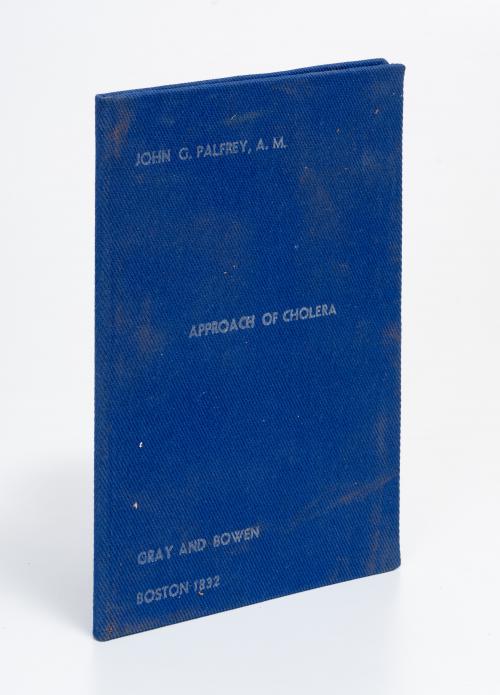 JOHN G. PALFREY, A. M.
APPROACH OF CHOLERA
GRAY AND BOWEN
BOSTON 1832